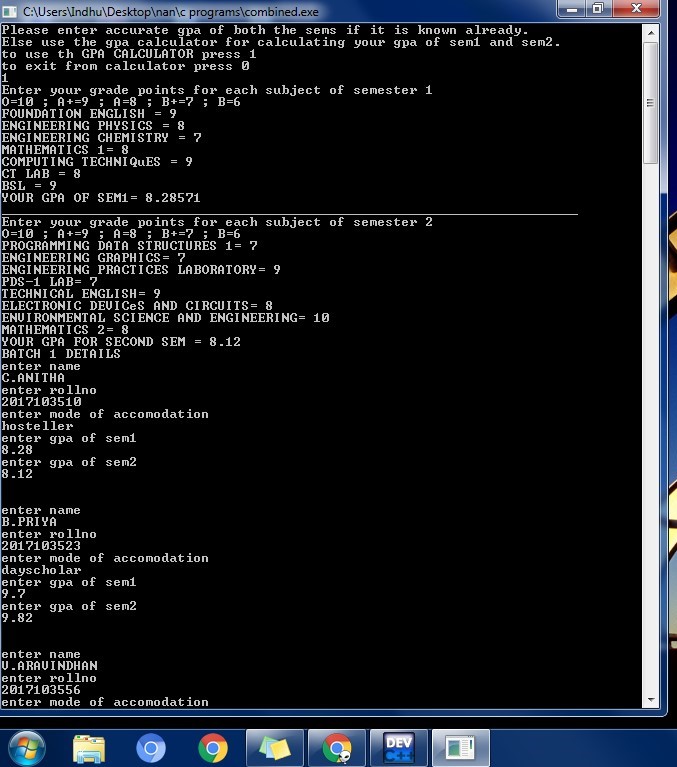 C:\Users\Indhu\Desktop\nan\c programs\combined.exe
Please enter accurate gpa of both the sems if it is known already.
Else use the gpa calculator for calculating your gpa of sem1 and sem2.
to use th GPA CALCULATOR press 1
to exit from calculator press 0
1
Enter your grade points for each subject of semester 1
O=10 ; A+=9 ; A=8 ; B+=7 ; B=6
FOUNDATION ENGLISH = 9
ENGINEERING PHYSICS = 8
ENGINEERING CHEMISTRY = 7
MATHEMATICS 1= 8
COMPUTING TECHNIQuES = 9
CT LAB = 8
BSL = 9
YOUR GPA OF SEM1= 8.28571
Enter your grade points for each subject of semester 2
O=10 ; A+=9 ; A=8 ; B+=7 ; B=6
PROGRAMMING DATA STRUCTURES 1= 7
ENGINEERING GRAPHICS= 7
ENGINEERING PRACTICES LABORATORY= 9
PDS-1 LAB= 7
TECHNICAL ENGLISH= 9
ELECTRONIC DEVICeS AND CIRCUITS= 8
ENVIRONMENTAL SCIENCE AND ENGINEERING= 10
MATHEMATICS 2= 8
YOUR GPA FOR SECOND SEM = 8.12
BATCH 1 DETAILS
enter name
C.ANITHA
enter rollno
2017103510
enter mode of accomodation
hosteller
enter gpa of sem1
8.28
enter gpa of sem2
8.12
enter name
B.PRIYA
enter rollno
2017103523
enter mode of accomodation
dayscholar
enter gpa of sem1
9.7
enter gpa of sem2
9.82
enter name
V.ARAVINDHAN
enter rollno
2017103556
enter mode of accomodation
DEV
C++